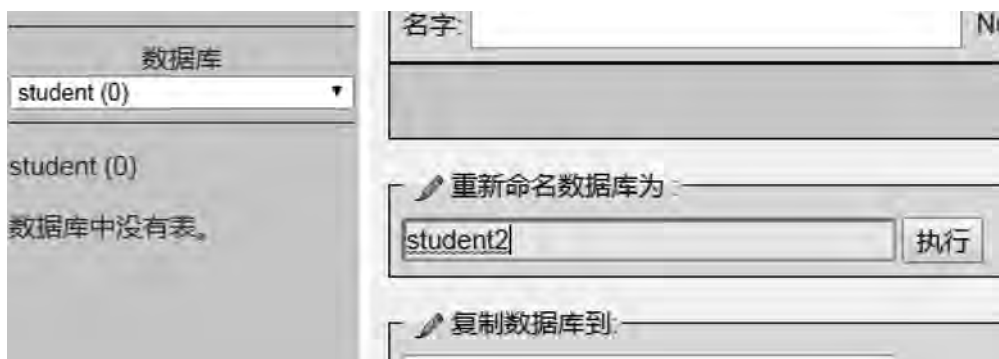 数据库
student (0)
student (0)
数据库中没有表。
名字:
重新命名数据库为 :
student2
执行
复制数据库到: